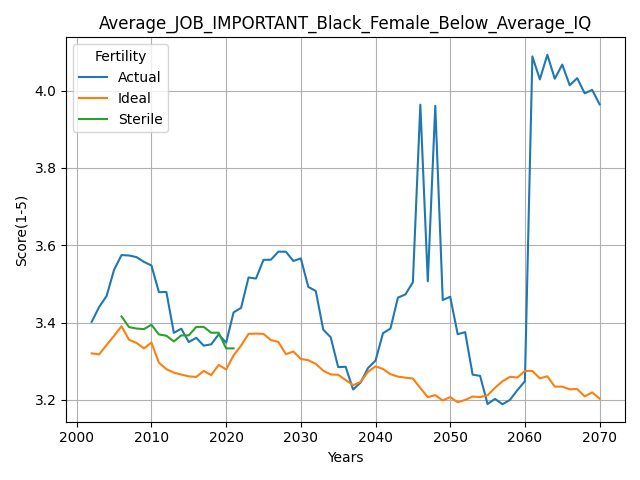 Average_JOB_IMPORTANT_Black_Female_Below_Average_IQ
Fertility
Actual
Ideal
Sterile
Score(1-5)
4.0
3.8
3.6
3.4
3.2
2000 2010 2020 2030 2040 2050 2060 2070
Years